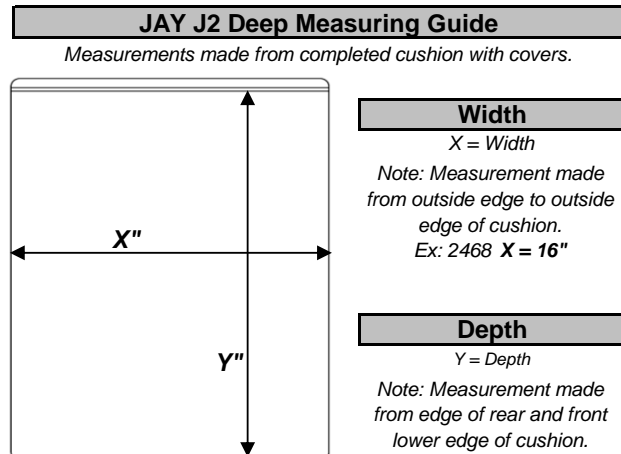 JAY J2 Deep Measuring Guide
Measurements made from completed cushion with covers.
Width
X = Width
Note: Measurement made
from outside edge to outside
edge of cushion.
Ex: 2468 X = 16"
X"
Y"
Depth
Y = Depth
Note: Measurement made
from edge of rear and front
lower edge of cushion.